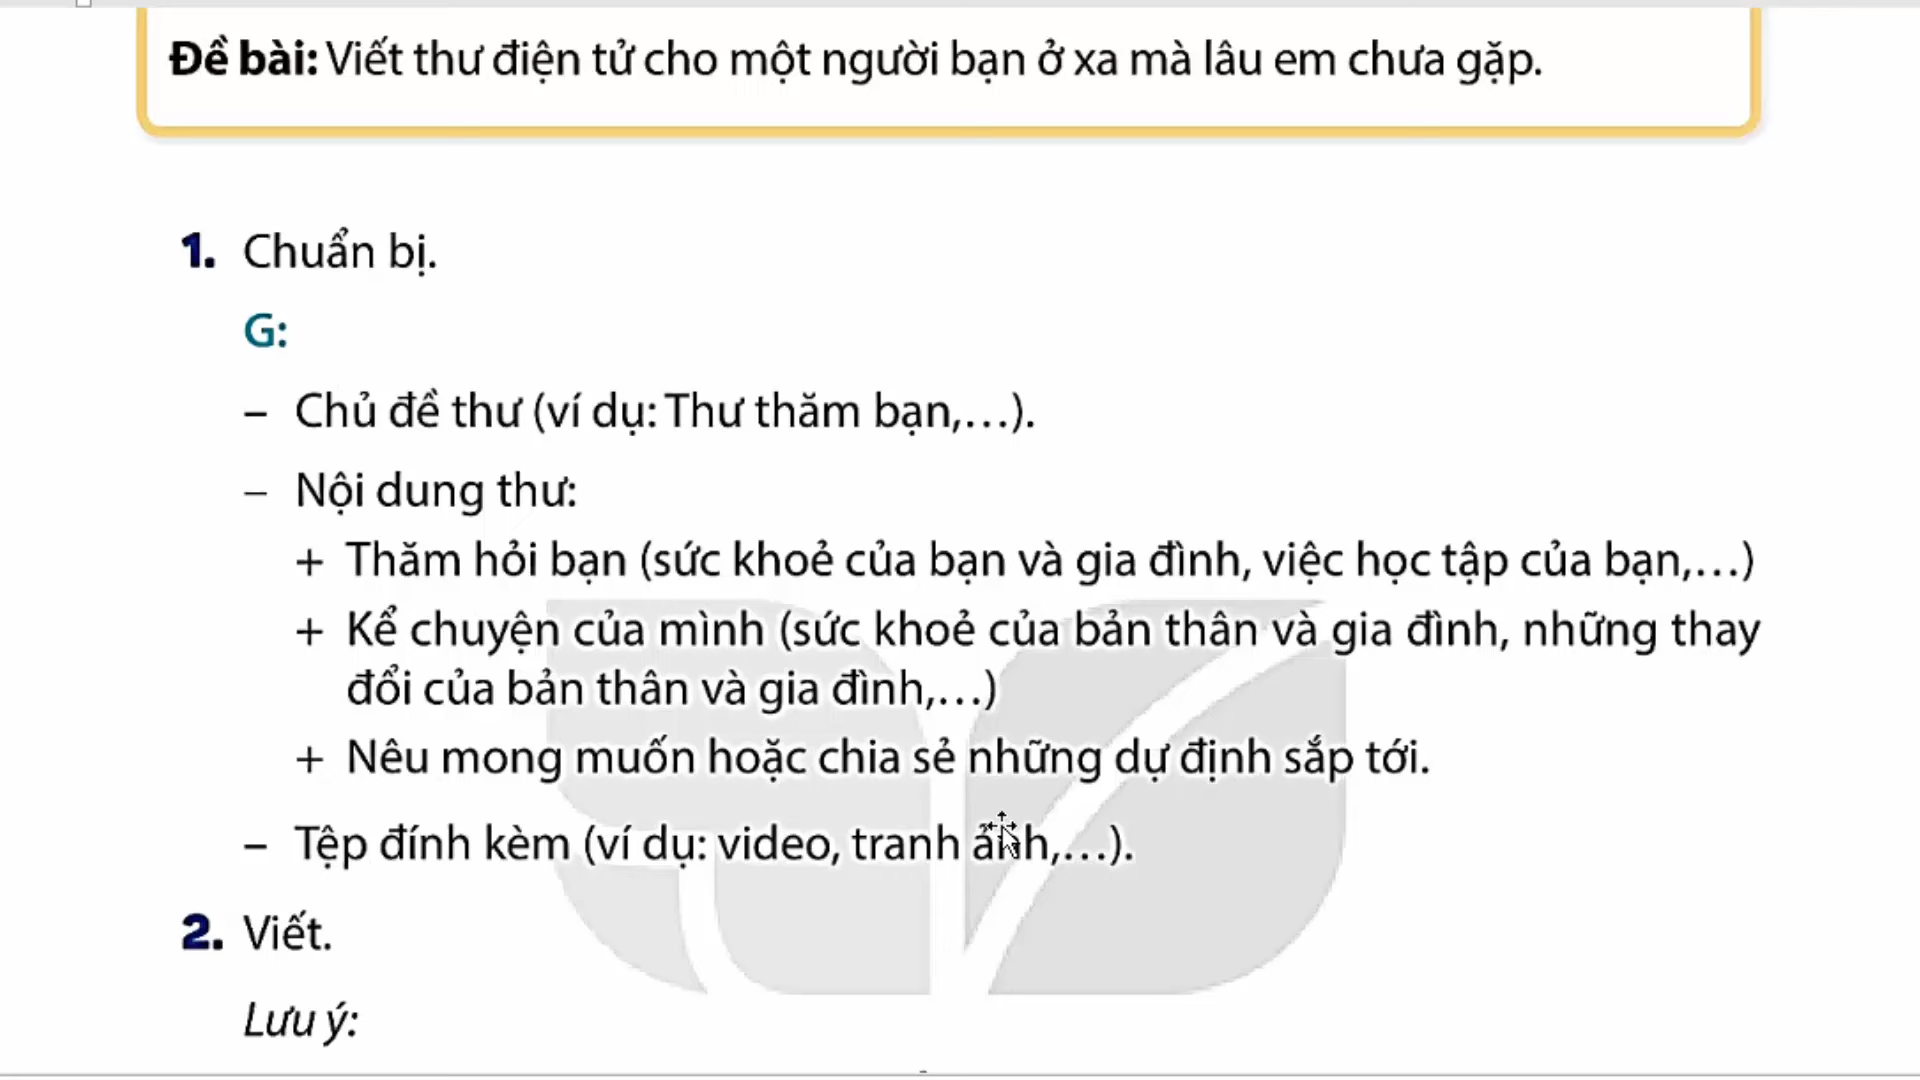 Đề bài: Viết thư điện tử cho một người bạn ở xa mà lâu em chưa gặp.
1. Chuẩn bị.
G:
– Chủ đề thư (ví dụ: Thư thăm bạn,...).
– Nội dung thư:
+ Thăm hỏi bạn (sức khoẻ của bạn và gia đình, việc học tập của bạn,...)
+ Kể chuyện của mình (sức khoẻ của bản thân và gia đình, những thay
đổi của bản thân và gia đình,...)
+ Nêu mong muốn hoặc chia sẻ những dự định sắp tới.
– Tệp đính kèm (ví dụ: video, tranh ảnh,...).
2. Viết.
Lưu ý: